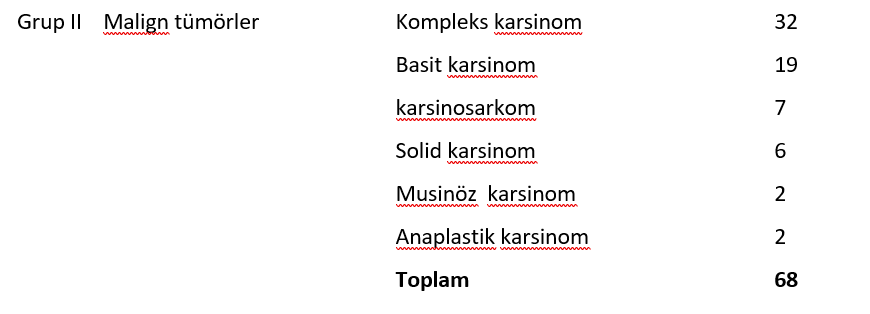 Grup II Malign tümörler Kompleks karsinom 32
Basit karsinom 19
karsinosarkom 7
Solid karsinom 6
Musinöz karsinom 2
Anaplastik karsinom 2
Toplam 68